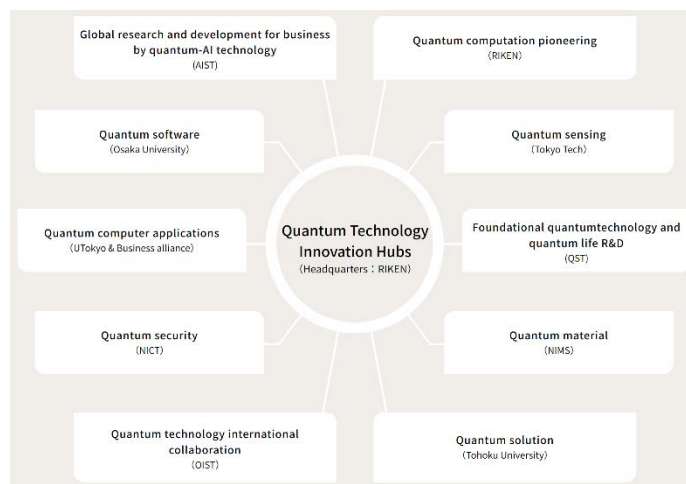 Global research and development for business
by quantum-AI technology
(AIST)
Quantum computation pioneering
(RIKEN)
Quantum software
(Osaka University)
Quantum sensing
(Tokyo Tech)
Quantum computer applications
(UTokyo & Business alliance)
Quantum Technology
Innovation Hubs
(Headquarters：RIKEN)
Foundational quantumtechnology and
quantum life R&D
(QST)
Quantum security
(NICT)
Quantum material
(NIMS)
Quantum technology international
collaboration
(OIST)
Quantum solution
(Tohoku University)